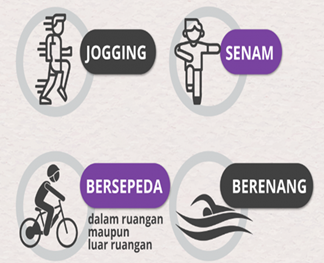 JOGGING
SENAM
BERSEPEDA
dalam ruangan
maupun
luar ruangan
BERENANG